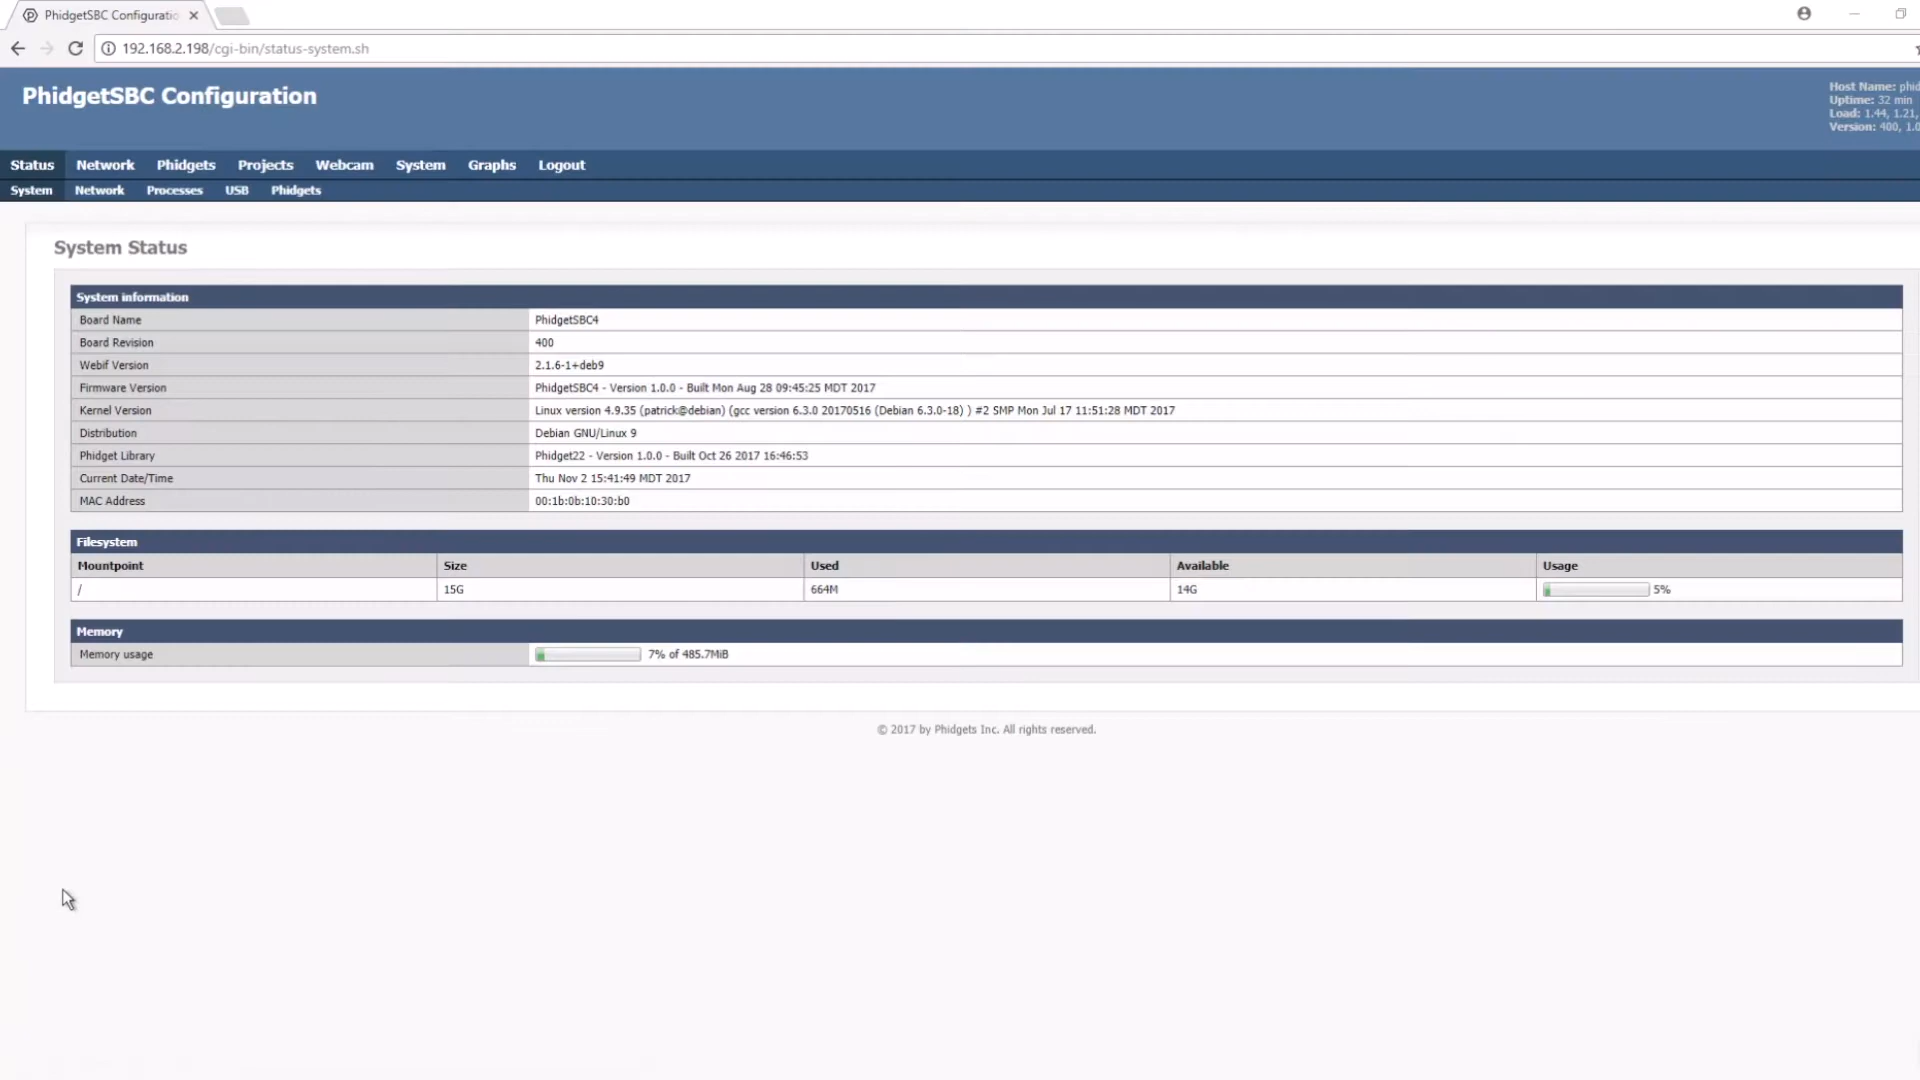 PhidgetSBC Configuratio
192.168.2.198/cgi-bin/status-system.sh
PhidgetSBC Configuration
Host Name: phid
Uptime: 32 min
Load: 1.44, 1.21,
Version: 400, 1.0
Status Network Phidgets Projects Webcam System Graphs Logout
System Network Processes USB Phidgets
System Status
System information
Board Name PhidgetSBC4
Board Revision 400
Webif Version 2.1.6-1+deb9
Firmware Version PhidgetSBC4 - Version 1.0.0 - Built Mon Aug 28 09:45:25 MDT 2017
Kernel Version Linux version 4.9.35 (patrick@debian) (gcc version 6.3.0 20170516 (Debian 6.3.0-18) ) #2 SMP Mon Jul 17 11:51:28 MDT 2017
Distribution Debian GNU/Linux 9
Phidget Library Phidget22 - Version 1.0.0 - Built Oct 26 2017 16:46:53
Current Date/Time Thu Nov 2 15:41:49 MDT 2017
MAC Address 00:1b:0b:10:30:b0
Filesystem
Mountpoint Size Used Available Usage
/ 15G 664M 14G 5%
Memory
Memory usage 7% of 485.7MiB
© 2017 by Phidgets Inc. All rights reserved.